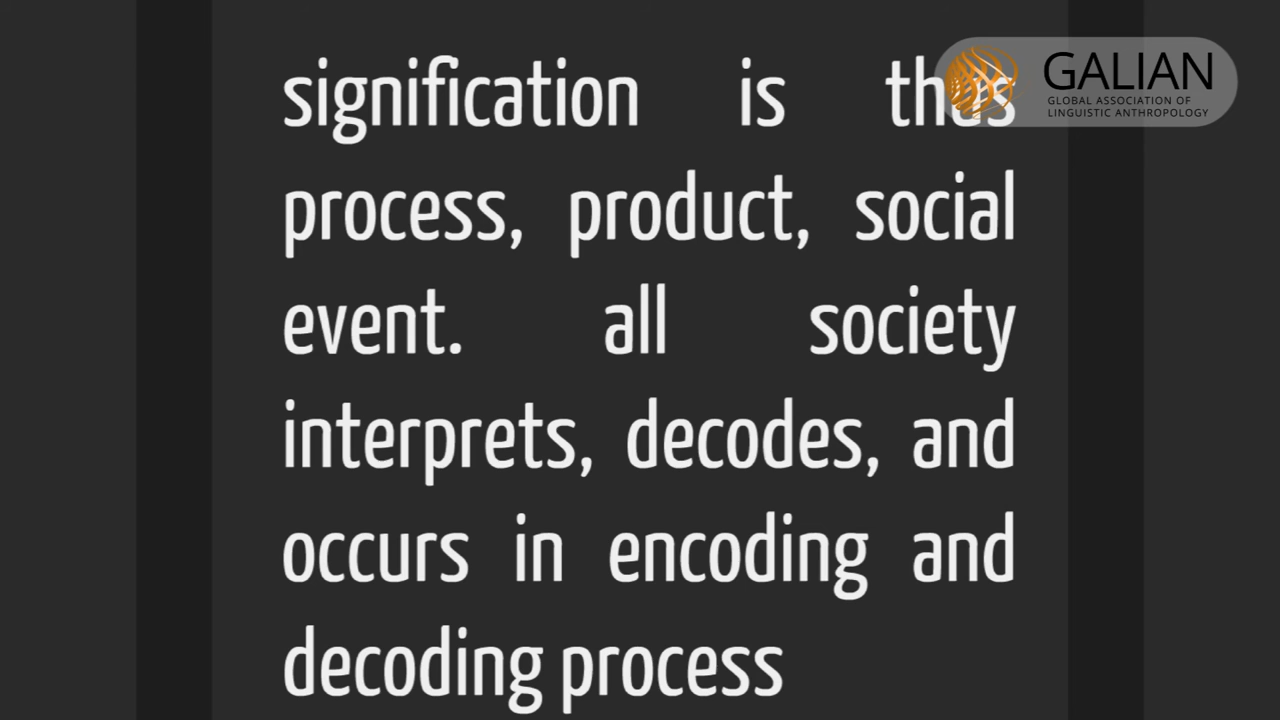 signification is thus
GALIAN
GLOBAL ASSOCIATION OF
LINGUISTIC ANTHROPOLOGY
process, product, social
event. all society
interprets, decodes, and
occurs in encoding and
decoding process